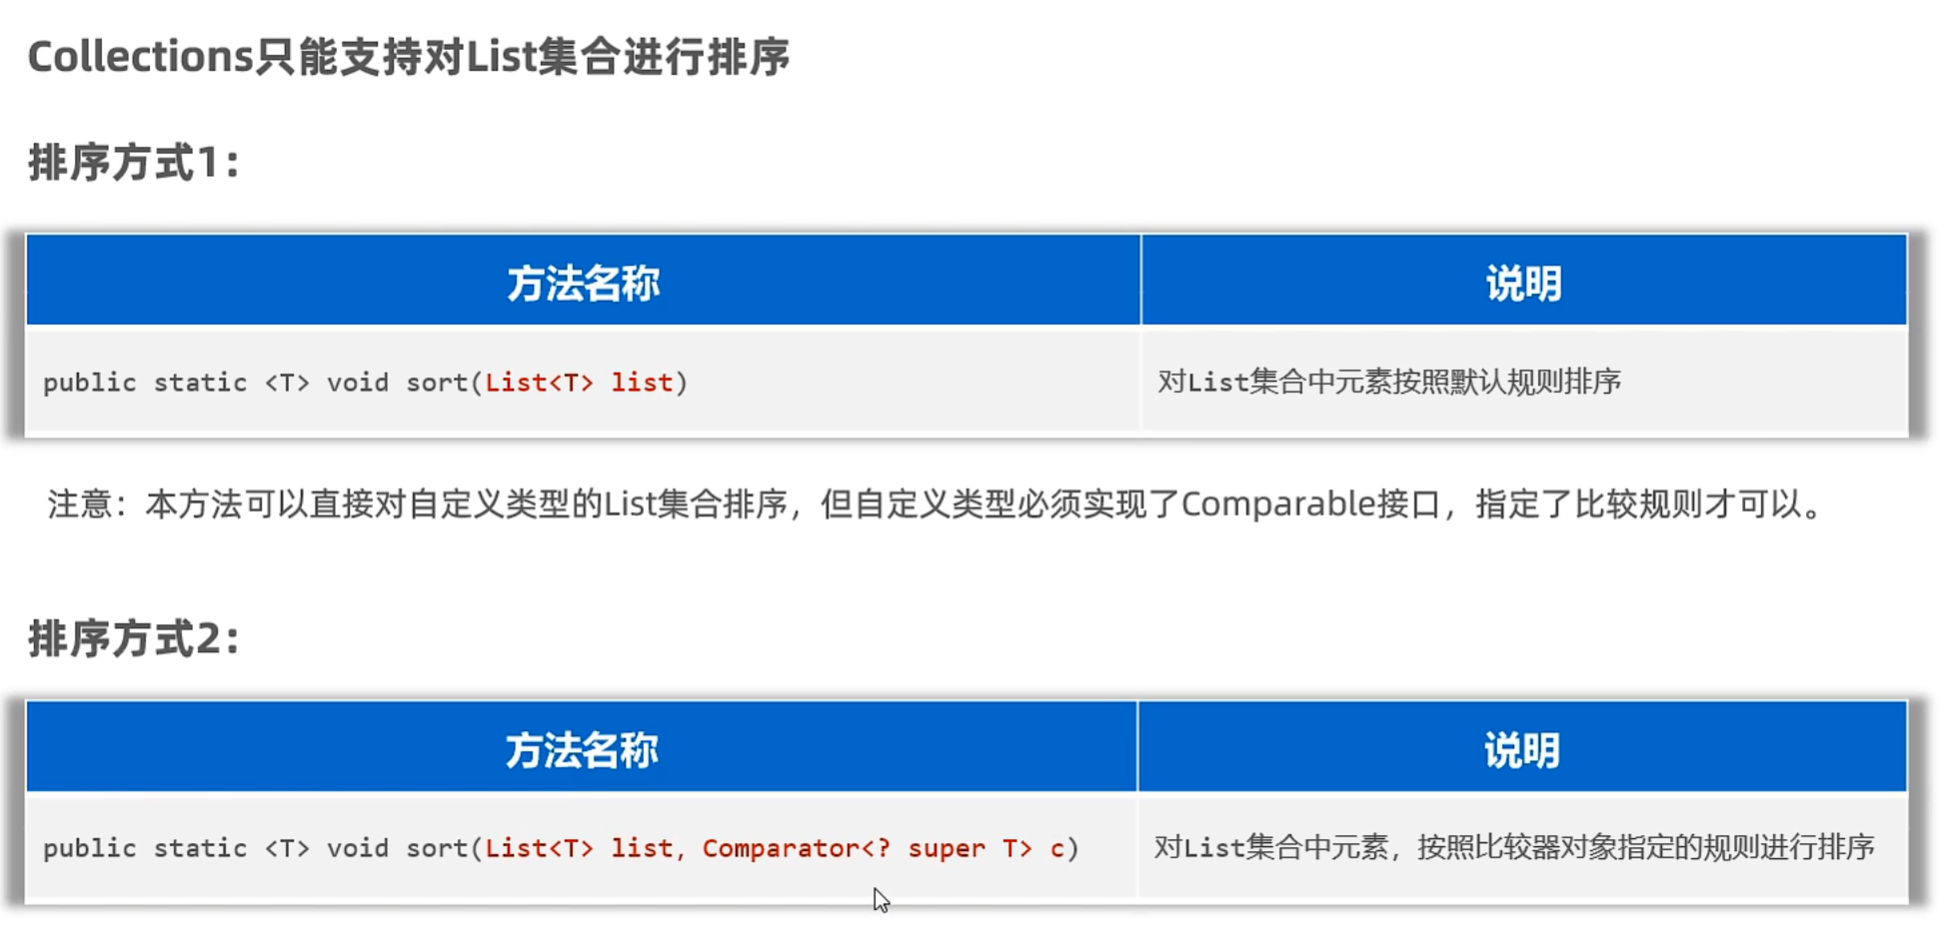 Collections只能支持对List集合进行排序
排序方式1：
方法名称 说明
public static <T> void sort(List<T> list) 对List集合中元素按照默认规则排序
注意：本方法可以直接对自定义类型的List集合排序，但自定义类型必须实现了Comparable接口，指定了比较规则才可以。
排序方式2：
方法名称 说明
public static <T> void sort(List<T> list, Comparator<? super T> c) 对List集合中元素，按照比较器对象指定的规则进行排序